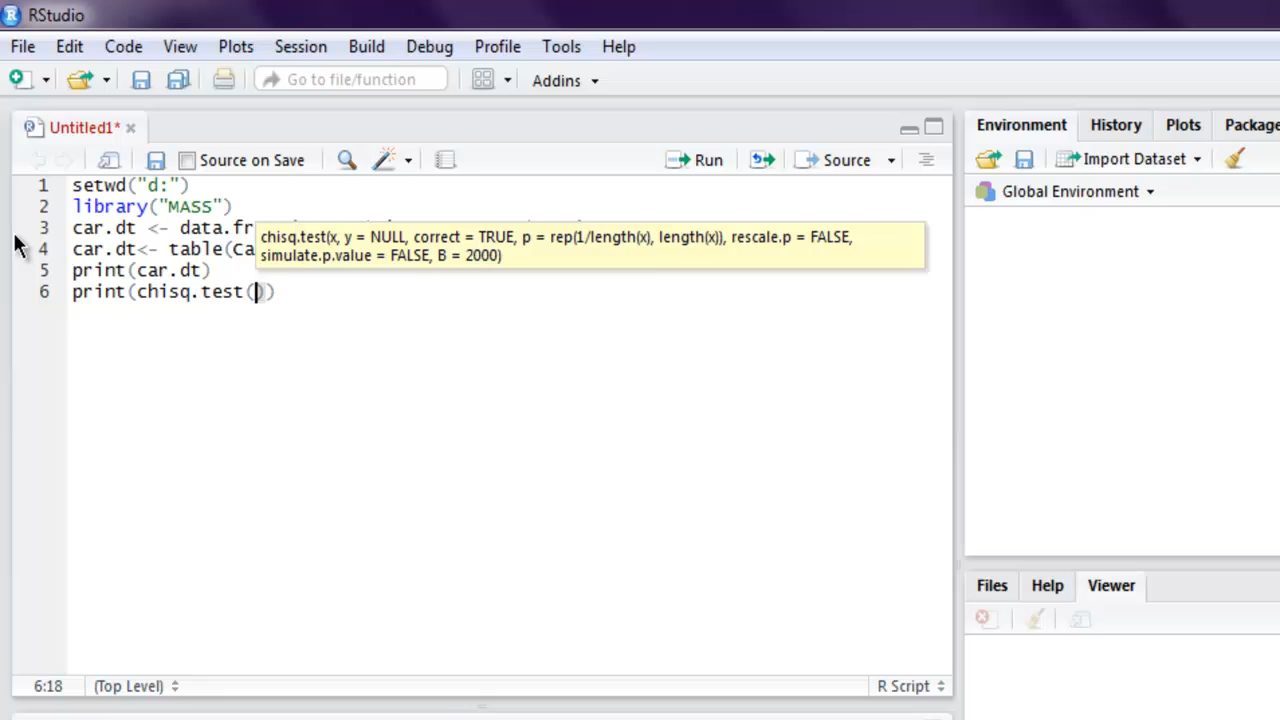 RStudio
File Edit Code View Plots Session Build Debug Profile Tools Help
Go to file/function Addins
Untitled1*
Source on Save Run Source
1 setwd("d:")
2 library("MASS")
3 car.dt <- data.fr
4 car.dt<- table(Ca
5 print(car.dt)
6 print(chisq.test())
chisq.test(x, y = NULL, correct = TRUE, p = rep(1/length(x), length(x)), rescale.p = FALSE,
simulate.p.value = FALSE, B = 2000)
6:18 (Top Level) R Script
Environment History Plots Package
Import Dataset
Global Environment
Files Help Viewer